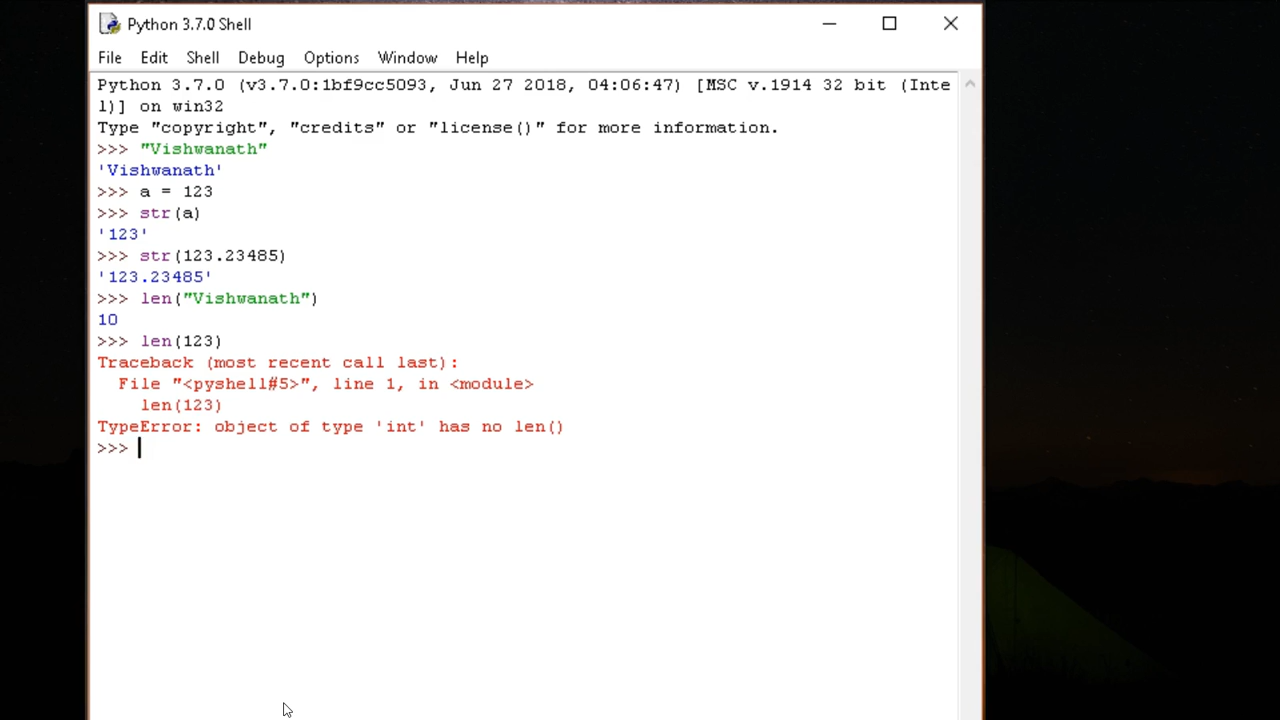 Python 3.7.0 Shell
File Edit Shell Debug Options Window Help
Python 3.7.0 (v3.7.0:1bf9cc5093, Jun 27 2018, 04:06:47) [MSC v.1914 32 bit (Inte
l)] on win32
Type "copyright", "credits" or "license()" for more information.
>>> "Vishwanath"
'Vishwanath'
>>> a = 123
>>> str(a)
'123'
>>> str(123.23485)
'123.23485'
>>> len("Vishwanath")
10
>>> len(123)
Traceback (most recent call last):
  File "<pyshell#5>", line 1, in <module>
    len(123)
TypeError: object of type 'int' has no len()
>>>